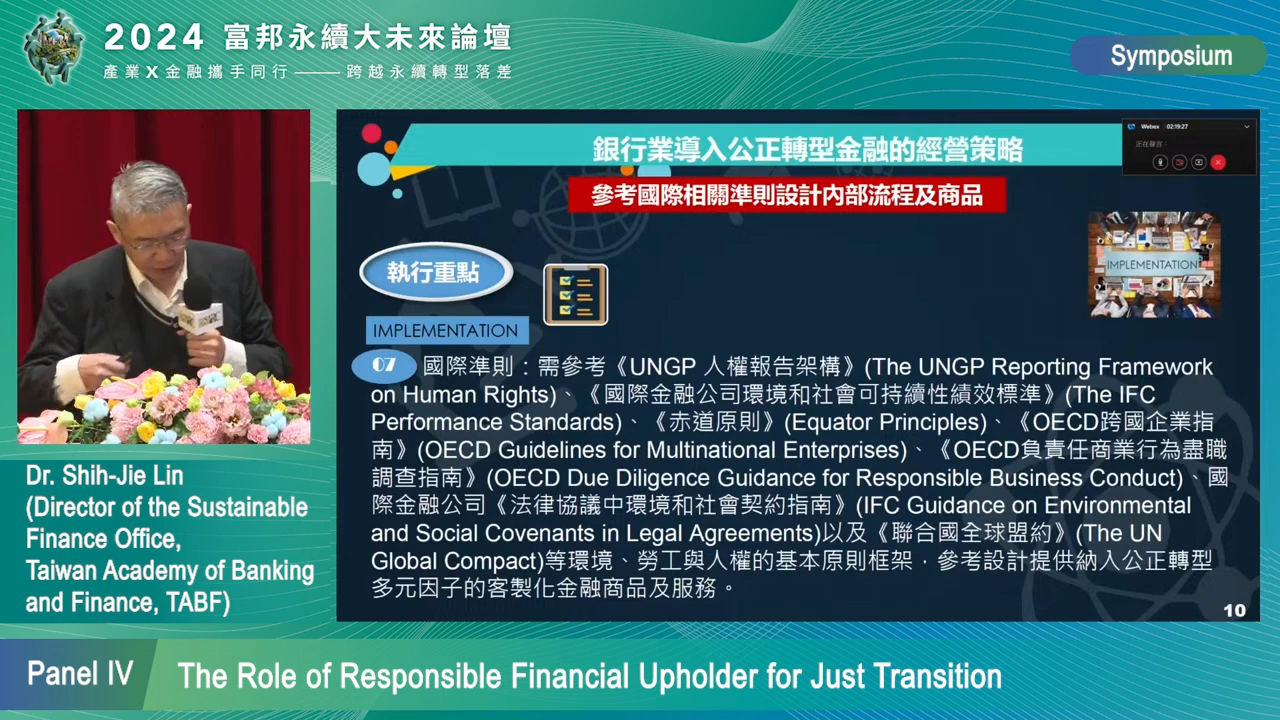 2024 富邦永續大未來論壇
產業X金融攜手同行——跨越永續轉型落差
Symposium
銀行業導入公正轉型金融的經營策略
Webex 02:19:27
正在發言：
參考國際相關準則設計內部流程及商品
執行重點
IMPLEMENTATION
IMPLEMENTATION
07 國際準則：需參考《UNGP 人權報告架構》(The UNGP Reporting Framework
on Human Rights)、《國際金融公司環境和社會可持續性績效標準》(The IFC
Performance Standards)、《赤道原則》(Equator Principles)、《OECD跨國企業指
南》(OECD Guidelines for Multinational Enterprises)、《OECD負責任商業行為盡職
調查指南》(OECD Due Diligence Guidance for Responsible Business Conduct)、國
際金融公司《法律協議中環境和社會契約指南》(IFC Guidance on Environmental
and Social Covenants in Legal Agreements)以及《聯合國全球盟約》(The UN
Global Compact)等環境、勞工與人權的基本原則框架，參考設計提供納入公正轉型
多元因子的客製化金融商品及服務。
10
Dr. Shih-Jie Lin
(Director of the Sustainable
Finance Office,
Taiwan Academy of Banking
and Finance, TABF)
Panel IV
The Role of Responsible Financial Upholder for Just Transition